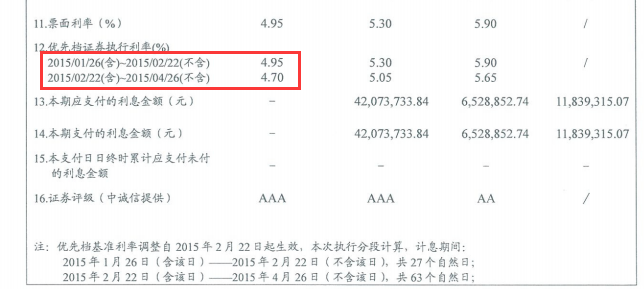 11.票面利率（%） 4.95 5.30 5.90 /
12.优先档证券执行利率(%)
2015/01/26(含)~2015/02/22(不含) 4.95 5.30 5.90 /
2015/02/22(含)~2015/04/26(不含) 4.70 5.05 5.65
13.本期应支付的利息金额（元） – 42,073,733.84 6,528,852.74 11,839,315.07
14.本期支付的利息金额（元） – 42,073,733.84 6,528,852.74 11,839,315.07
15.本支付日日终时累计应支付未付 – – – –
的利息金额
16.证券评级（中诚信提供） AAA AAA AA /
注：优先档基准利率调整自 2015 年 2 月 22 日起生效，本次执行分段计算，计息期间：
2015 年 1 月 26 日（含该日）——2015 年 2 月 22 日（不含该日），共 27 个自然日；
2015 年 2 月 22 日（含该日）——2015 年 4 月 26 日（不含该日），共 63 个自然日；